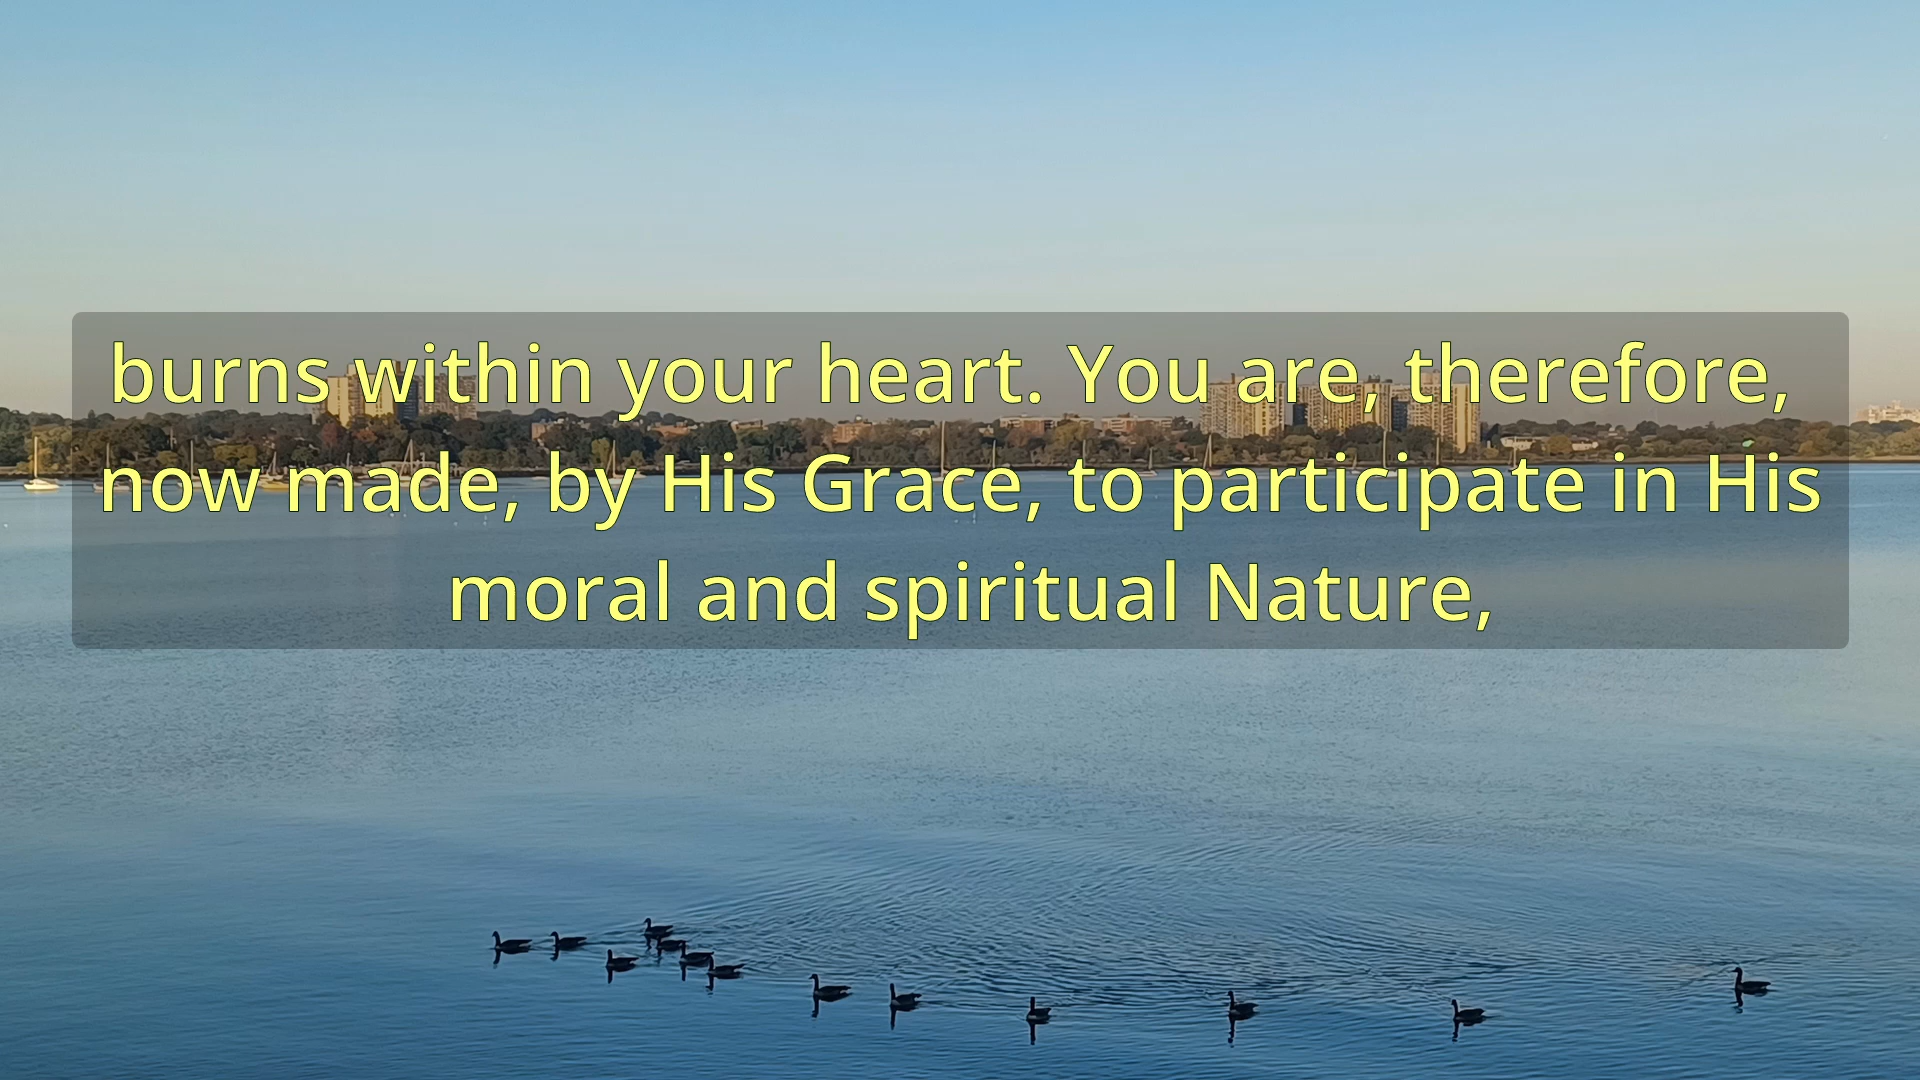 burns within your heart. You are, therefore,
now made, by His Grace, to participate in His
moral and spiritual Nature,